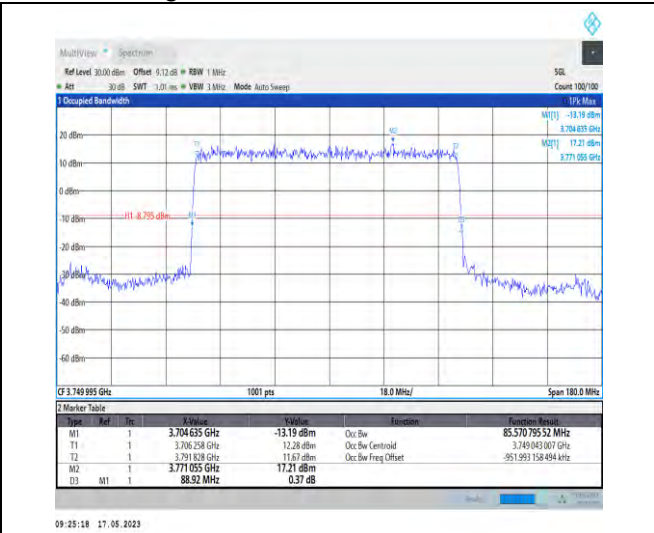 MultiView Spectrum
Ref Level 30.00 dBm Offset 9.12 dB RBW 1 MHz SGL
Att 30 dB SWT 1.01 ms VBW 3 MHz Mode Auto Sweep Count 100/100
1 Occupied Bandwidth 1Pk Max
M1[1] -13.19 dBm
3.704 635 GHz
M2[1] 17.21 dBm
3.771 055 GHz
20 dBm
M2
T1 T2
10 dBm
0 dBm
-10 dBm H1 -8.795 dBm M1
D3
-20 dBm
-30 dBm
-40 dBm
-50 dBm
-60 dBm
CF 3.749 995 GHz 1001 pts 18.0 MHz/ Span 180.0 MHz
2 Marker Table
Type Ref Trc X-Value Y-Value Function Function Result
M1 1 3.704 635 GHz -13.19 dBm Occ Bw 85.570 795 52 MHz
T1 1 3.706 258 GHz 12.28 dBm Occ Bw Centroid 3.749 043 007 GHz
T2 1 3.791 828 GHz 11.67 dBm Occ Bw Freq Offset -951.993 158 494 kHz
M2 1 3.771 055 GHz 17.21 dBm
D3 M1 1 88.92 MHz 0.37 dB
09:25:18 17.05.2023